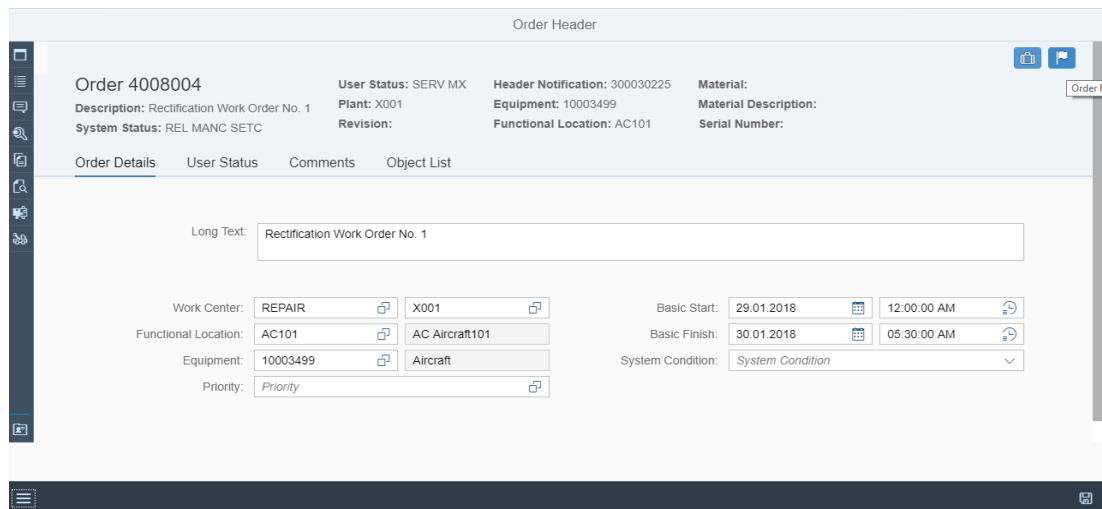 Order Header
Order 4008004
Description: Rectification Work Order No. 1
System Status: REL MANC SETC
User Status: SERV MX
Plant: X001
Revision:
Header Notification: 300030225
Equipment: 10003499
Functional Location: AC101
Material:
Material Description:
Serial Number:
Order
Order Details User Status Comments Object List
Long Text: Rectification Work Order No. 1
Work Center: REPAIR X001
Functional Location: AC101 AC Aircraft101
Equipment: 10003499 Aircraft
Priority: Priority
Basic Start: 29.01.2018 12:00:00 AM
Basic Finish: 30.01.2018 05:30:00 AM
System Condition: System Condition